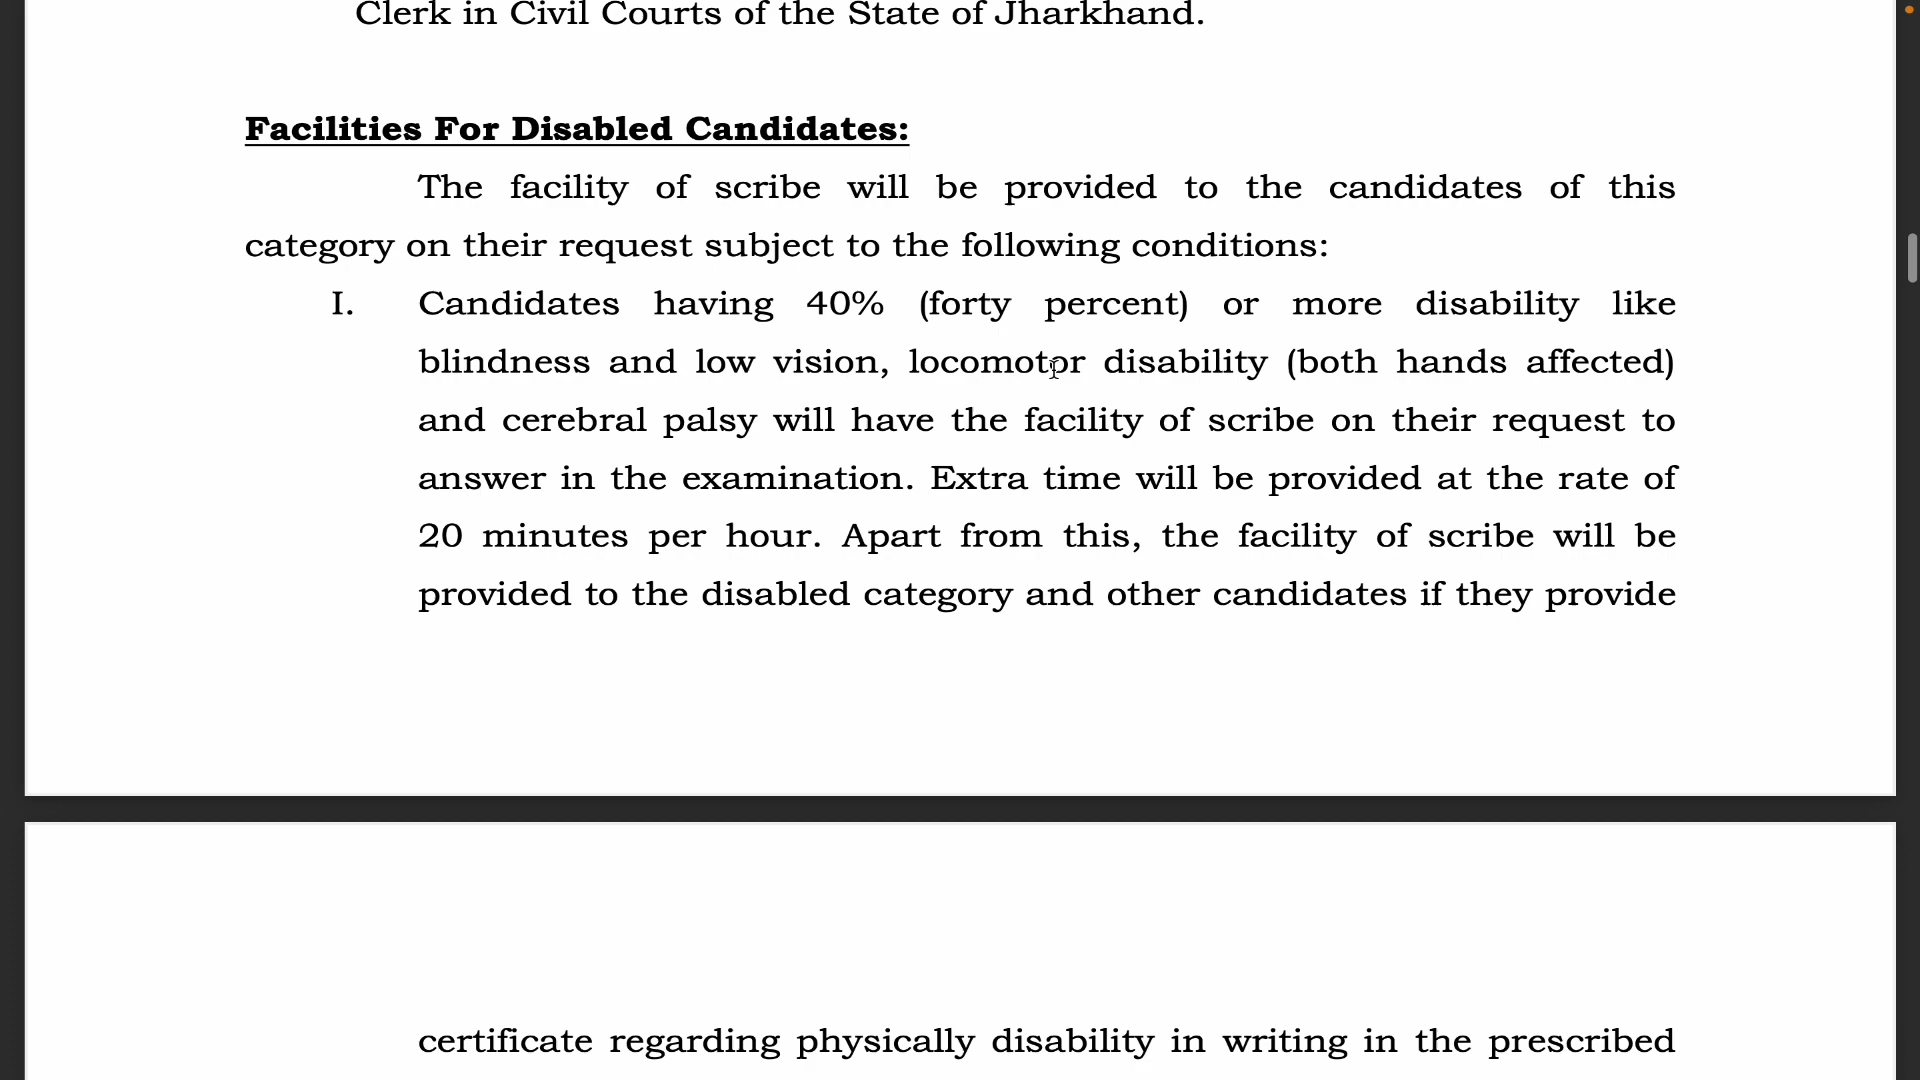 Clerk in Civil Courts of the State of Jharkhand.
Facilities For Disabled Candidates:
The facility of scribe will be provided to the candidates of this
category on their request subject to the following conditions:
I. Candidates having 40% (forty percent) or more disability like
blindness and low vision, locomotor disability (both hands affected)
and cerebral palsy will have the facility of scribe on their request to
answer in the examination. Extra time will be provided at the rate of
20 minutes per hour. Apart from this, the facility of scribe will be
provided to the disabled category and other candidates if they provide
certificate regarding physically disability in writing in the prescribed